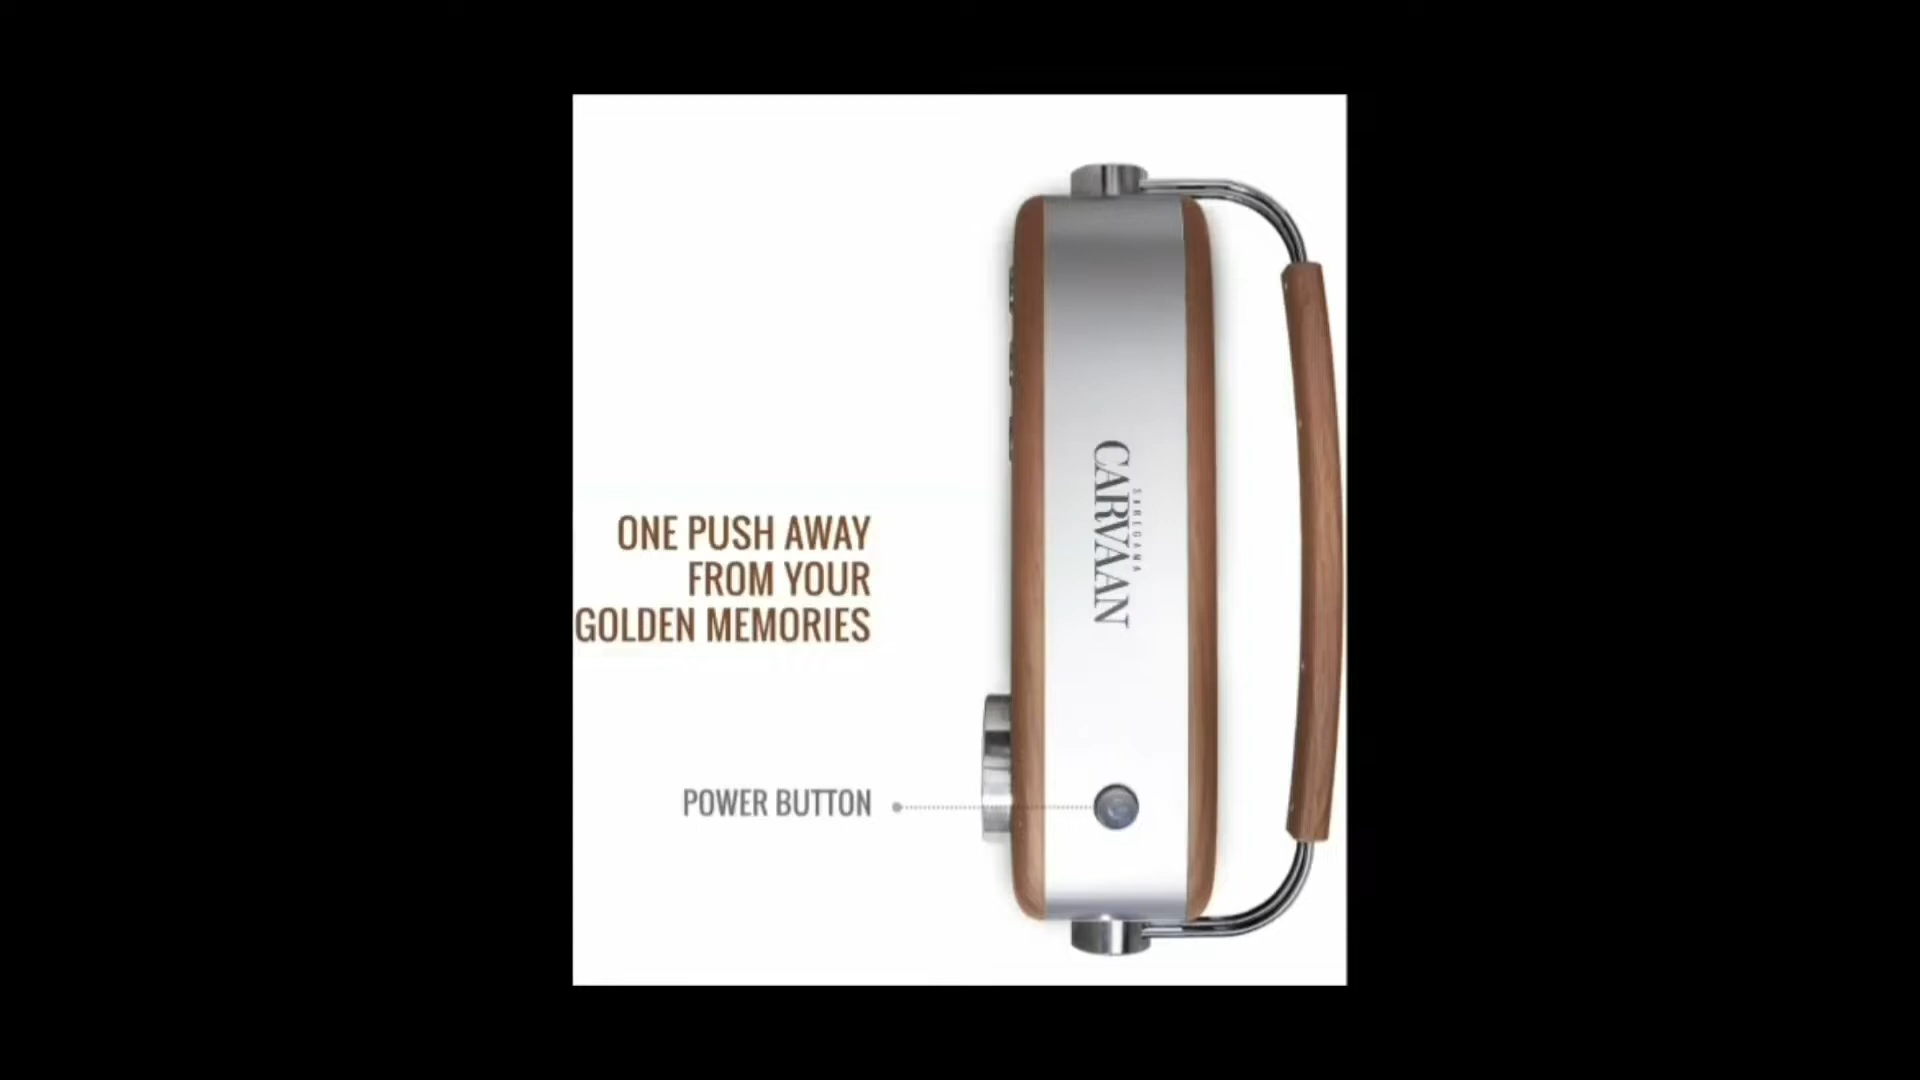 SAREGAMA
CARVAAN
ONE PUSH AWAY
FROM YOUR
GOLDEN MEMORIES
POWER BUTTON